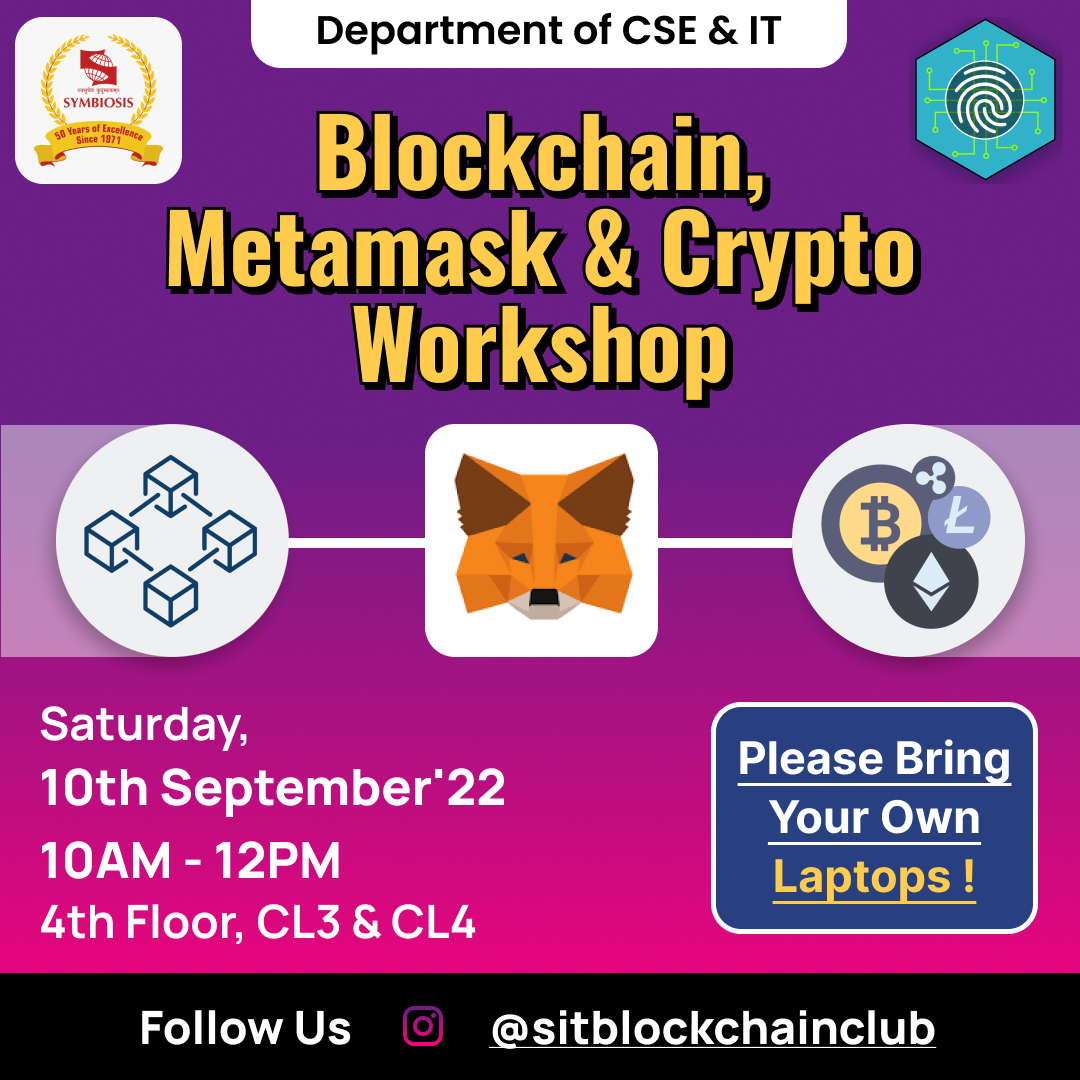 Department of CSE & IT
SYMBIOSIS
50 Years of Excellence
Since 1971
Blockchain,
Metamask & Crypto
Workshop
Saturday,
10th September'22
10AM - 12PM
4th Floor, CL3 & CL4
Please Bring
Your Own
Laptops !
Follow Us
@sitblockchainclub